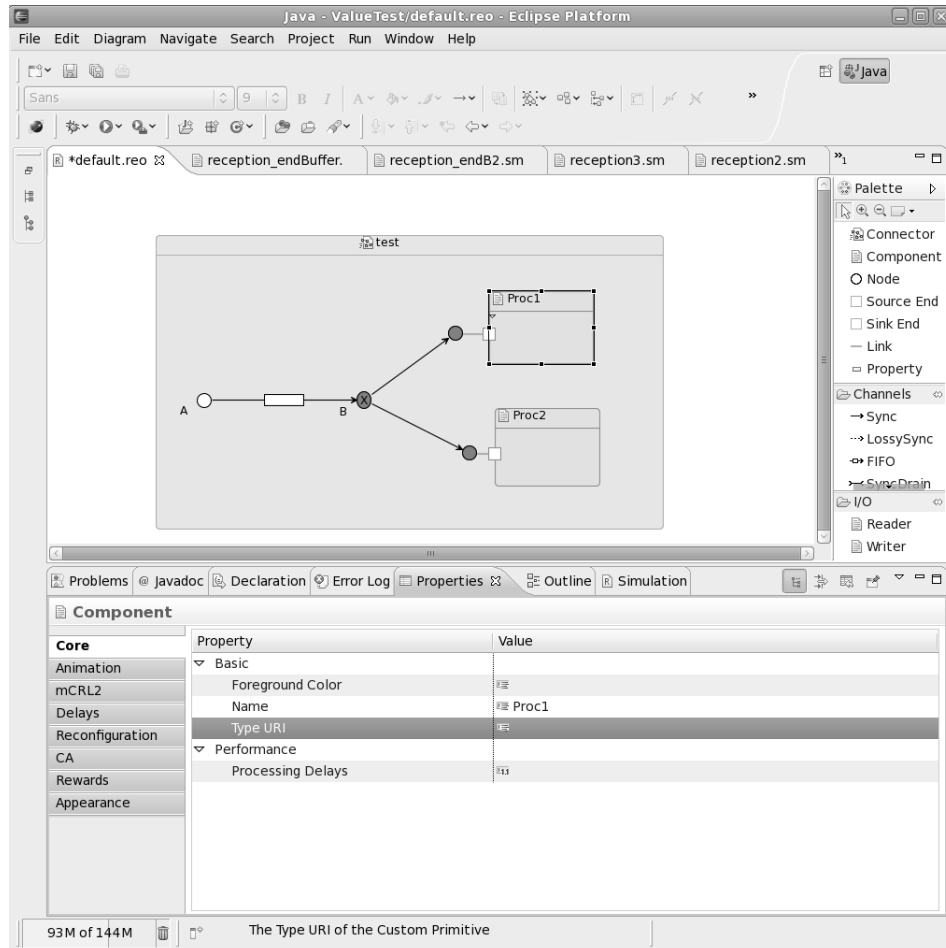 Java - ValueTest/default.reo - Eclipse Platform
File Edit Diagram Navigate Search Project Run Window Help
Java
Sans 9 B I A »
*default.reo reception_endBuffer. reception_endB2.sm reception3.sm reception2.sm »1
Palette
Connector
Component
Node
Source End
Sink End
Link
Property
Channels
Sync
LossySync
FIFO
SyncDrain
I/O
Reader
Writer
test
Proc1
A
B
X
Proc2
Problems @ Javadoc Declaration Error Log Properties Outline R Simulation
Component
Core
Animation
mCRL2
Delays
Reconfiguration
CA
Rewards
Appearance
Property Value
Basic
Foreground Color
Name Proc1
Type URI
Performance
Processing Delays 1.1
93M of 144M The Type URI of the Custom Primitive